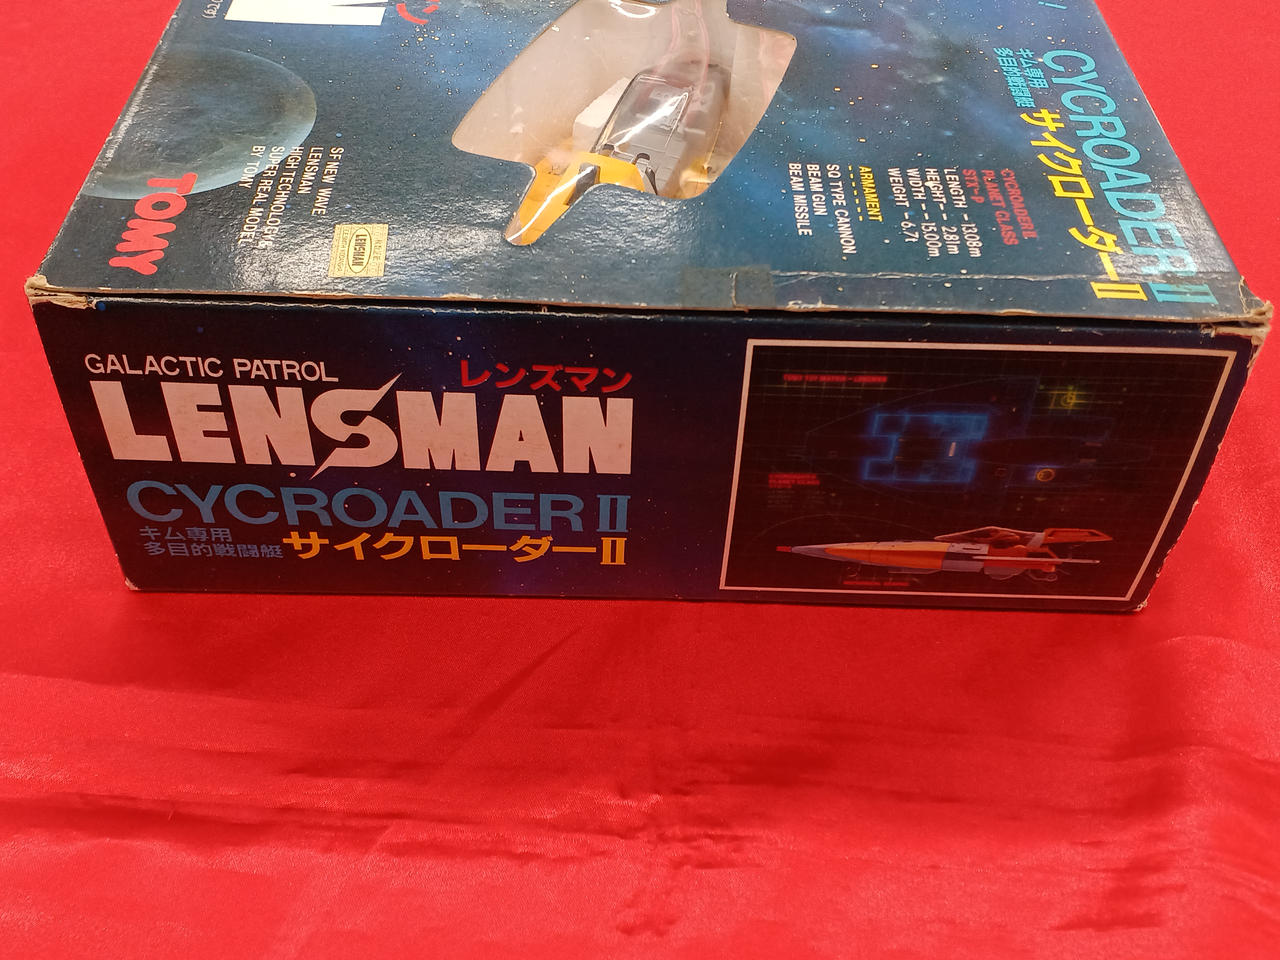 CYCROADER II
キム専用
多目的戦闘艇
サイクローダーII
CYCROADER II
PLANET CLASS
LENGTH -13.08m
HEIGHT-- 2.81m
WIDTH -- 15.00m
WEIGHT - 6.7t
ARMAMENT
SO TYPE CANNON.
BEAM GUN
BEAM MISSILE
SF NEW WAVE
LENSMAN
HIGH TECHNOLOGIC
SUPER REAL MODEL
BY TOMY
LENSMAN
TOMY
GALACTIC PATROL
レンズマン
LENSMAN
CYCROADER II
キム専用
多目的戦闘艇
サイクローダーII